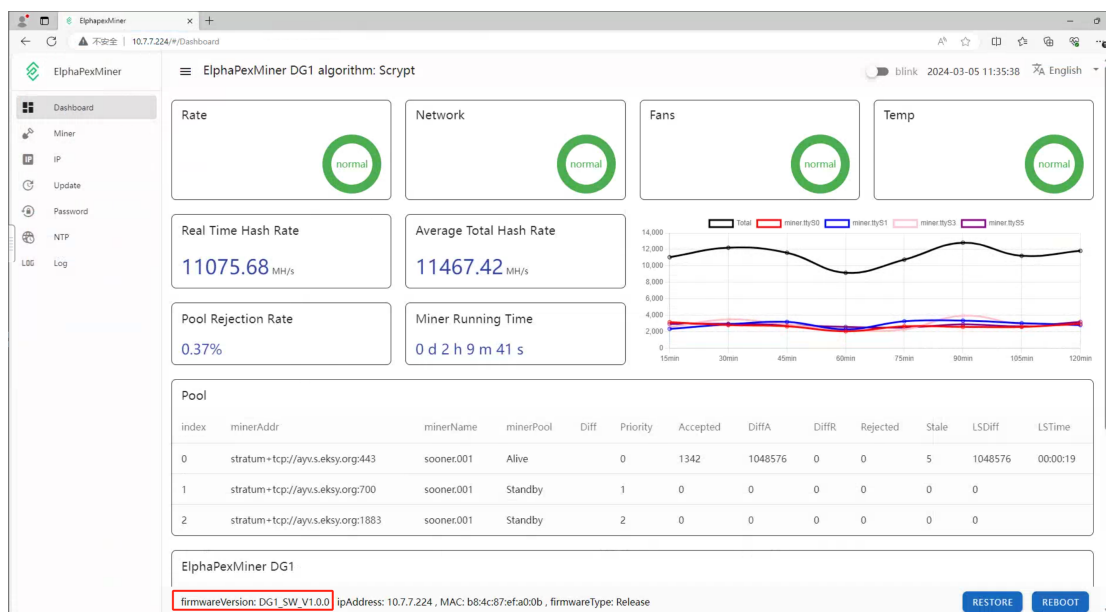 ElphapexMiner
不安全 | 10.7.7.224/#/Dashboard
ElphaPexMiner
ElphaPexMiner DG1 algorithm: Scrypt
blink 2024-03-05 11:35:38 English
Dashboard
Miner
IP
Update
Password
NTP
LOG Log
Rate
normal
Network
normal
Fans
normal
Temp
normal
Real Time Hash Rate
11075.68 MH/s
Average Total Hash Rate
11467.42 MH/s
Pool Rejection Rate
0.37%
Miner Running Time
0 d 2 h 9 m 41 s
Total miner.ttyS0 miner.ttyS1 miner.ttyS3 miner.ttyS5
14,000
12,000
10,000
8,000
6,000
4,000
2,000
0
15min 30min 45min 60min 75min 90min 105min 120min
Pool
index minerAddr minerName minerPool Diff Priority Accepted DiffA DiffR Rejected Stale LSDiff LSTime
0 stratum+tcp://ayv.s.eksy.org:443 sooner.001 Alive 0 1342 1048576 0 0 5 1048576 00:00:19
1 stratum+tcp://ayv.s.eksy.org:700 sooner.001 Standby 1 0 0 0 0 0 0
2 stratum+tcp://ayv.s.eksy.org:1883 sooner.001 Standby 2 0 0 0 0 0 0
ElphaPexMiner DG1
firmwareVersion: DG1_SW_V1.0.0 ipAddress: 10.7.7.224 , MAC: b8:4c:87:ef:a0:0b , firmwareType: Release
RESTORE REBOOT